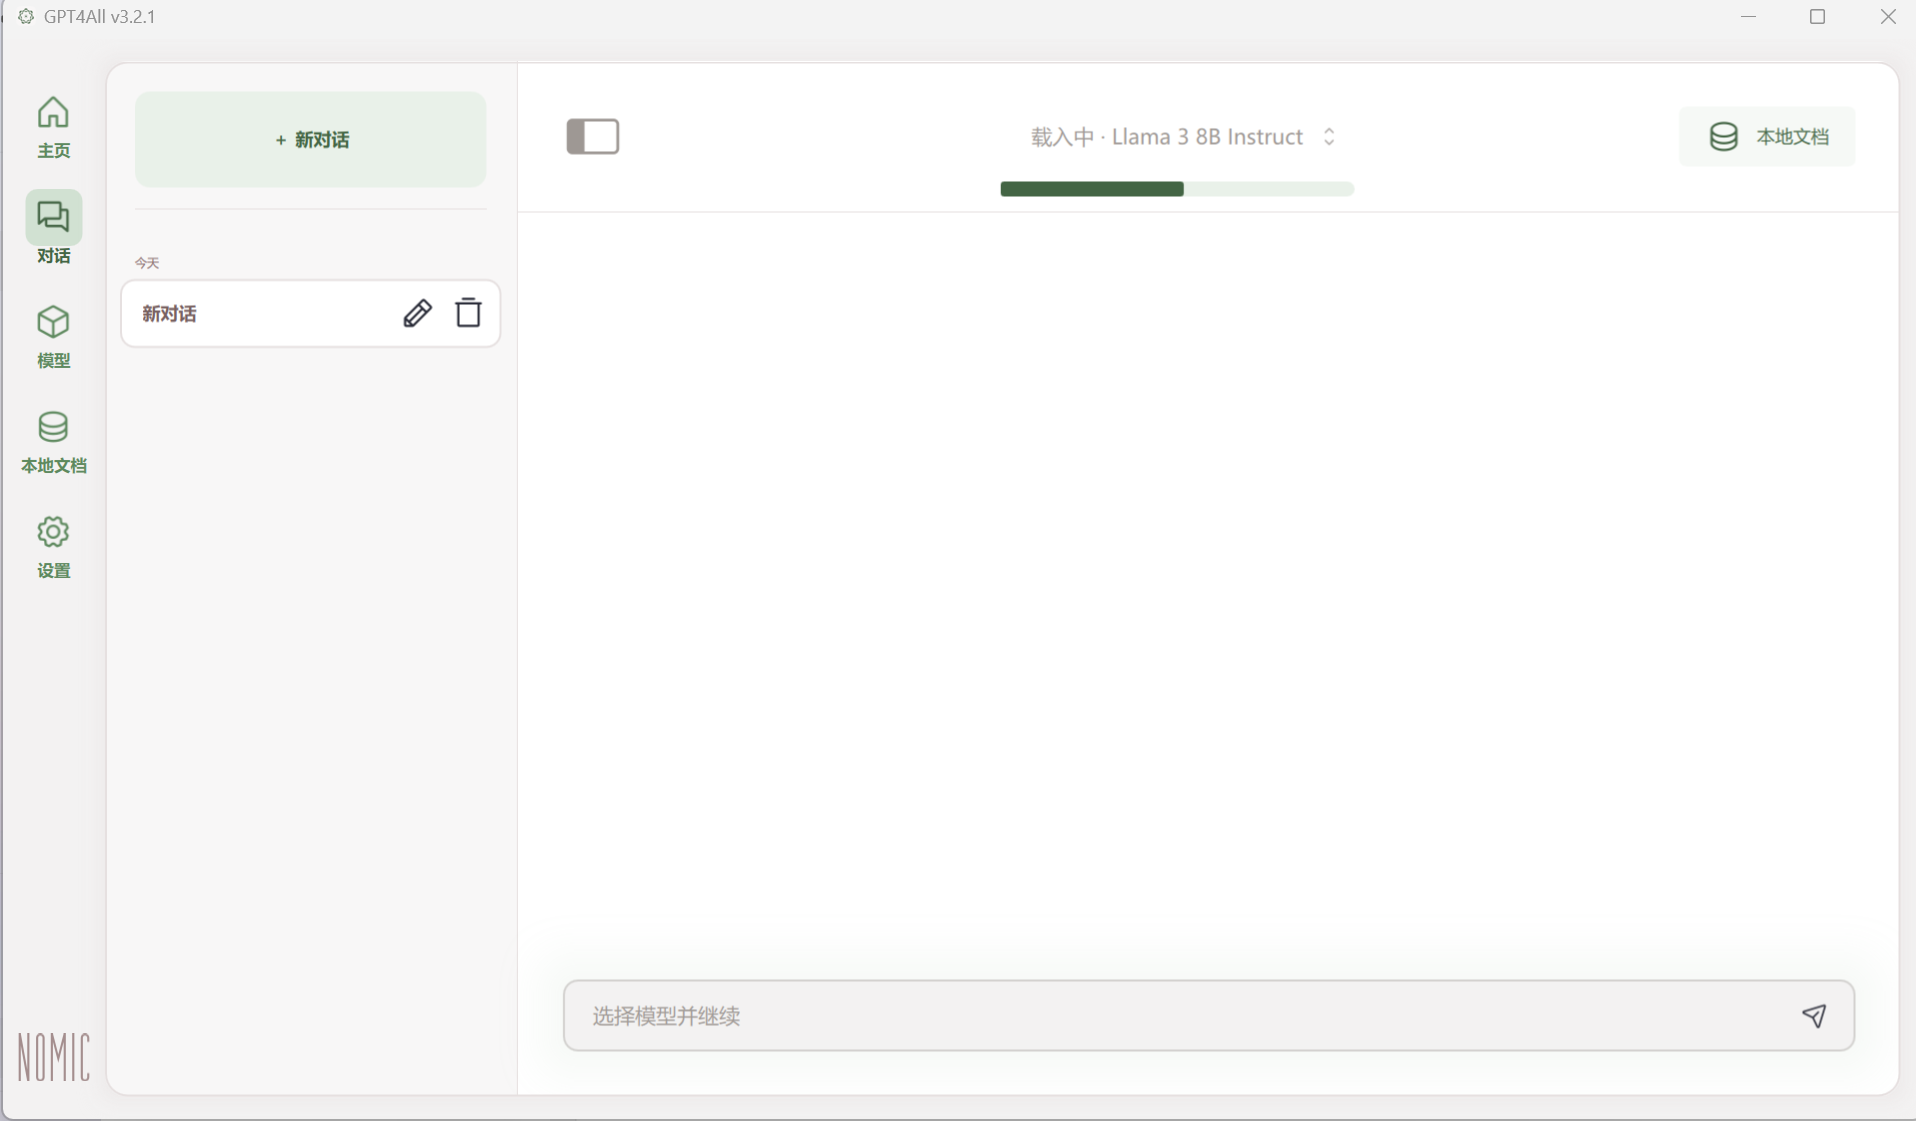 GPT4All v3.2.1
主页
对话
模型
本地文档
设置
NOMIC
+ 新对话
今天
新对话
载入中 · Llama 3 8B Instruct
本地文档
选择模型并继续